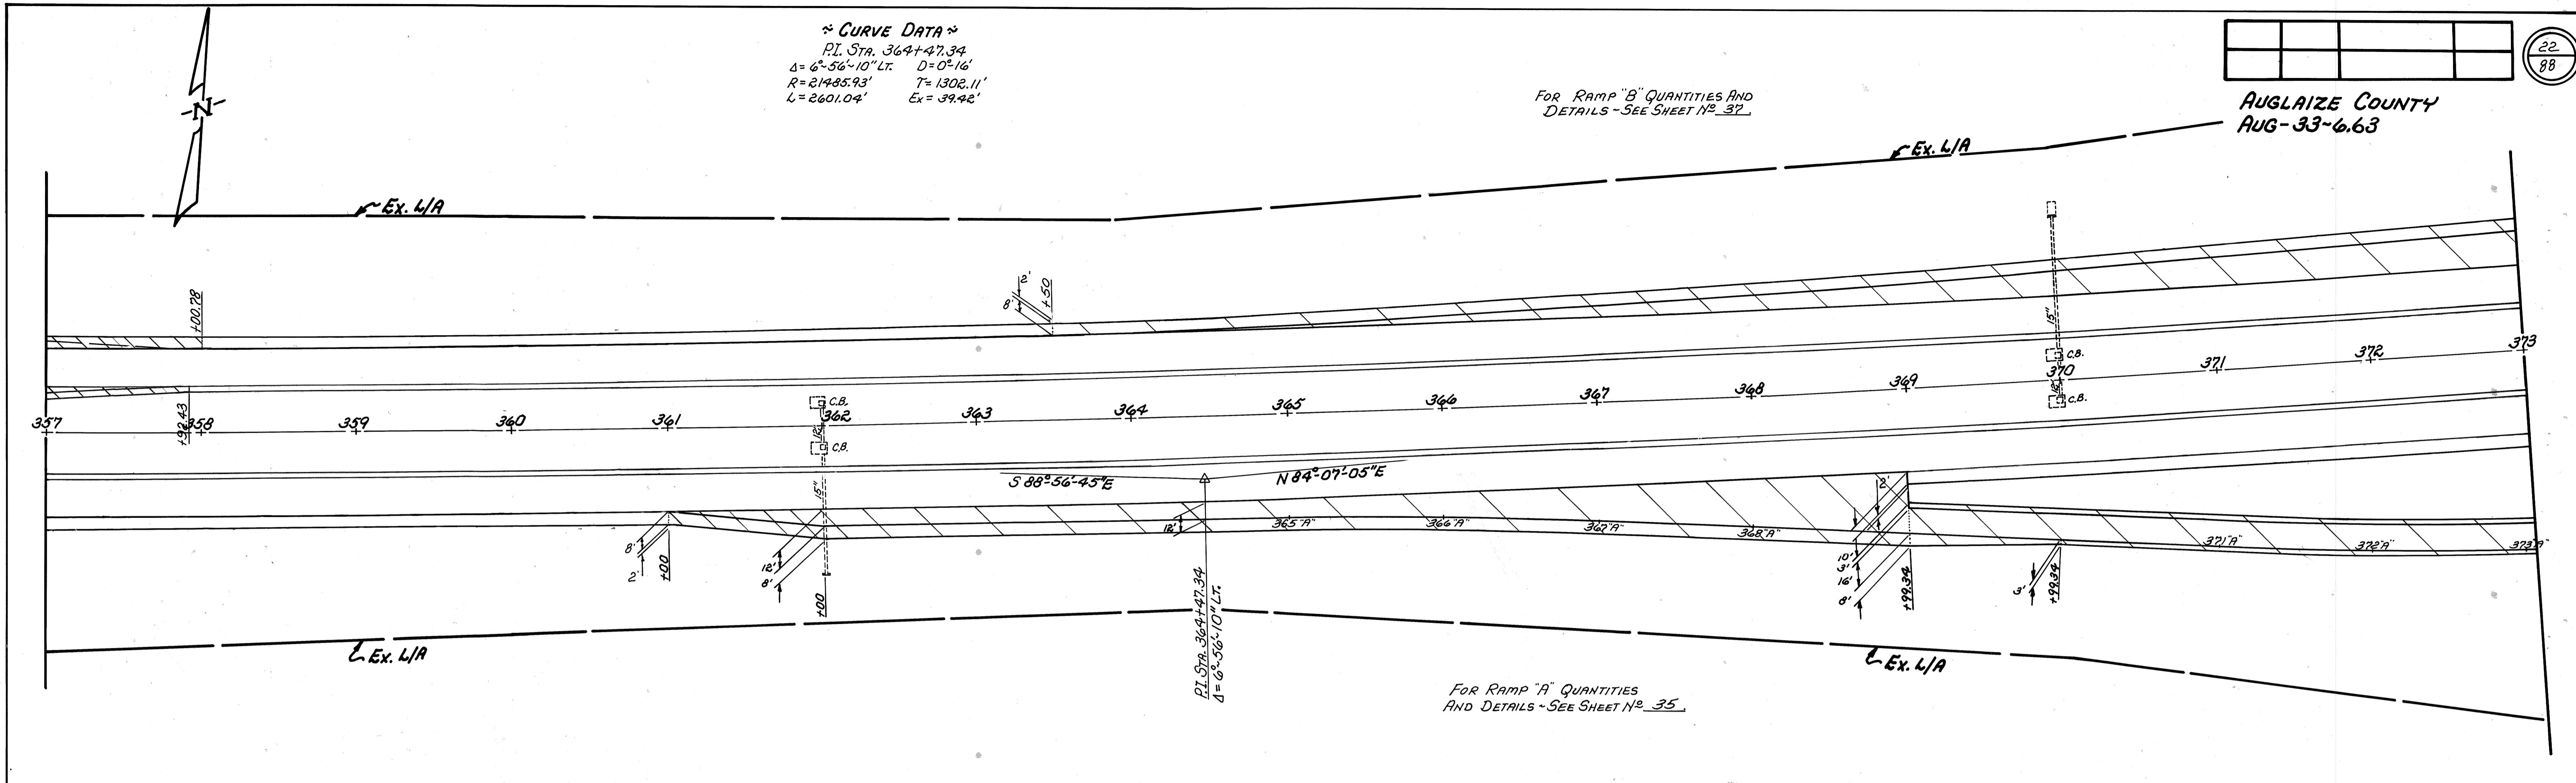 ~ CURVE DATA ~
P.I. STA. 364+47.34
Δ= 6°~56'~10" LT. D=0°-16'
R=21485.93' T=1302.11'
L=2601.04' Ex=39.42'
FOR RAMP "B" QUANTITIES AND
DETAILS ~ SEE SHEET Nº 37
22
88
AUGLAIZE COUNTY
AUG-33~6.63
-N-
Ex. L/A
Ex. L/A
+00.78
2'
8'
+50
15"
C.B.
12"
C.B.
+92.43
357
358
359
360
361
362
363
364
365
366
367
368
369
370
371
372
373
C.B.
12"
C.B.
15"
S 88°-56'-45"E
N 84°-07'-05"E
8'
2'
+00
12'
8'
+00
12'
365"A"
366"A"
367"A"
368"A"
371"A"
372"A"
373"A"
2'
10'
3'
16'
8'
+99.34
3'
+99.34
P.I. STA. 364+47.34
Δ= 6°~56'~10" LT.
Ex. L/A
Ex. L/A
FOR RAMP "A" QUANTITIES
AND DETAILS ~ SEE SHEET Nº 35